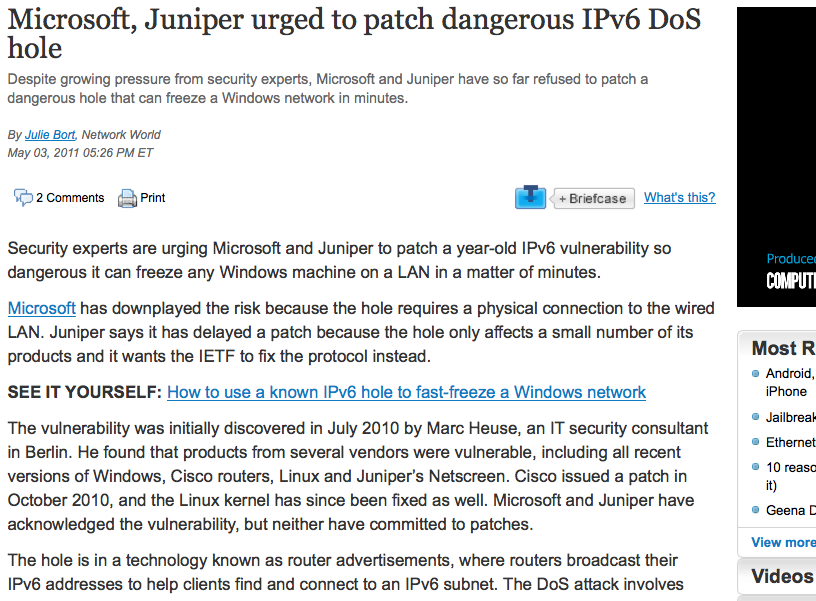 Microsoft, Juniper urged to patch dangerous IPv6 DoS
hole
Despite growing pressure from security experts, Microsoft and Juniper have so far refused to patch a
dangerous hole that can freeze a Windows network in minutes.
By Julie Bort, Network World
May 03, 2011 05:26 PM ET
2 Comments Print + Briefcase What's this?
Security experts are urging Microsoft and Juniper to patch a year-old IPv6 vulnerability so
dangerous it can freeze any Windows machine on a LAN in a matter of minutes.
Microsoft has downplayed the risk because the hole requires a physical connection to the wired
LAN. Juniper says it has delayed a patch because the hole only affects a small number of its
products and it wants the IETF to fix the protocol instead.
SEE IT YOURSELF: How to use a known IPv6 hole to fast-freeze a Windows network
The vulnerability was initially discovered in July 2010 by Marc Heuse, an IT security consultant
in Berlin. He found that products from several vendors were vulnerable, including all recent
versions of Windows, Cisco routers, Linux and Juniper's Netscreen. Cisco issued a patch in
October 2010, and the Linux kernel has since been fixed as well. Microsoft and Juniper have
acknowledged the vulnerability, but neither have committed to patches.
The hole is in a technology known as router advertisements, where routers broadcast their
IPv6 addresses to help clients find and connect to an IPv6 subnet. The DoS attack involves
Produced
COMPUT
Most R
Android,
iPhone
Jailbreak
Ethernet
10 reaso
it)
Geena D
View more
Videos